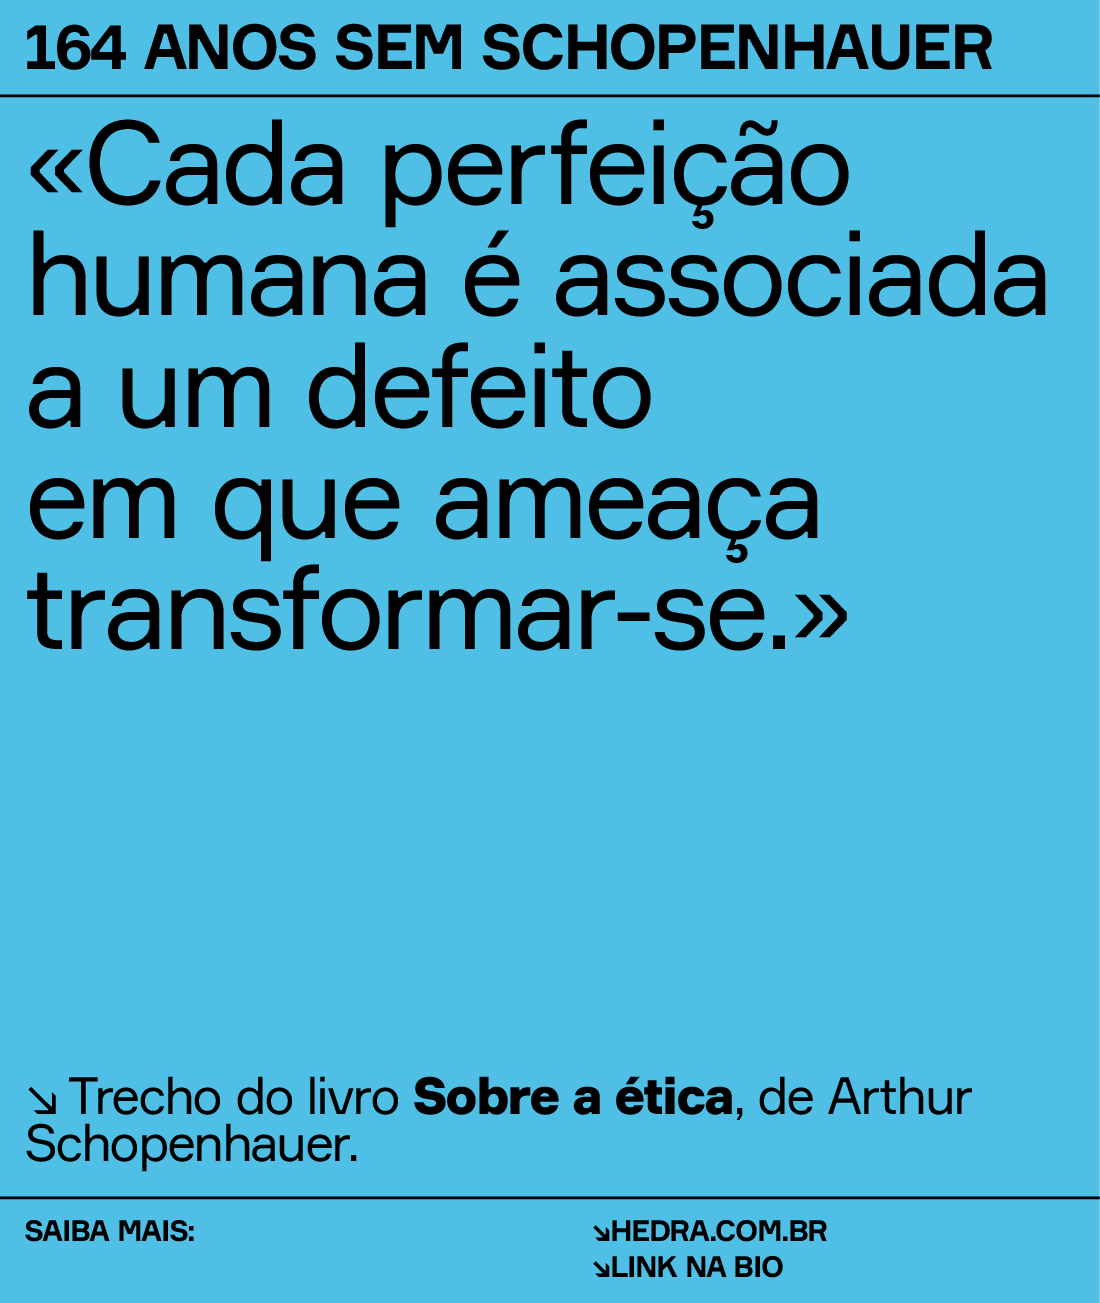 164 ANOS SEM SCHOPENHAUER
«Cada perfeição
humana é associada
a um defeito
em que ameaça
transformar-se.»
↘ Trecho do livro Sobre a ética, de Arthur
Schopenhauer.
SAIBA MAIS:
↘HEDRA.COM.BR
↘LINK NA BIO